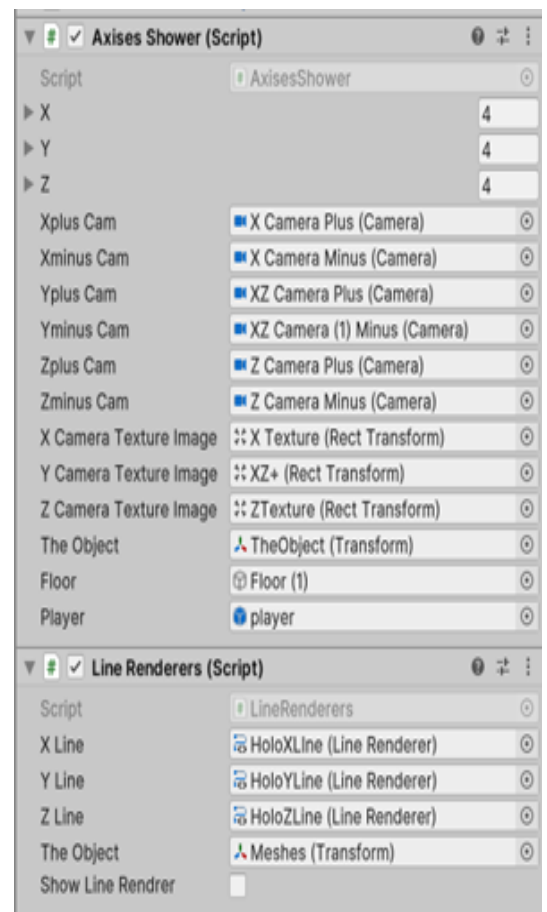 Axises Shower (Script)
Script AxisesShower
X 4
Y 4
Z 4
Xplus Cam X Camera Plus (Camera)
Xminus Cam X Camera Minus (Camera)
Yplus Cam XZ Camera Plus (Camera)
Yminus Cam XZ Camera (1) Minus (Camera)
Zplus Cam Z Camera Plus (Camera)
Zminus Cam Z Camera Minus (Camera)
X Camera Texture Image X Texture (Rect Transform)
Y Camera Texture Image XZ+ (Rect Transform)
Z Camera Texture Image ZTexture (Rect Transform)
The Object TheObject (Transform)
Floor Floor (1)
Player player
Line Renderers (Script)
Script LineRenderers
X Line HoloXLIne (Line Renderer)
Y Line HoloYLine (Line Renderer)
Z Line HoloZLine (Line Renderer)
The Object Meshes (Transform)
Show Line Rendrer